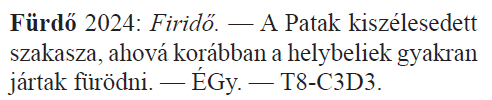 Fürdő 2024: Firidő. — A Patak kiszélesedett
szakasza, ahová korábban a helybeliek gyakran
jártak fürödni. — ÉGy. — T8-C3D3.